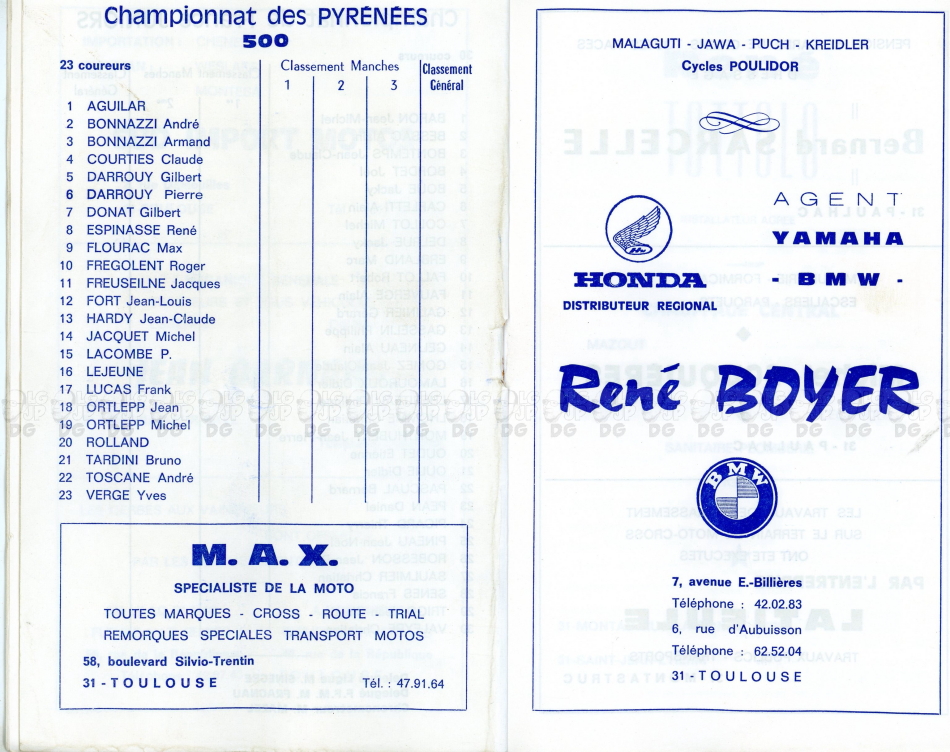 Championnat des PYRÉNÉES
500
23 coureurs
Classement Manches
1 2 3
Classement
Général
1 AGUILAR
2 BONNAZZI André
3 BONNAZZI Armand
4 COURTIES Claude
5 DARROUY Gilbert
6 DARROUY Pierre
7 DONAT Gilbert
8 ESPINASSE René
9 FLOURAC Max
10 FREGOLENT Roger
11 FREUSEILNE Jacques
12 FORT Jean-Louis
13 HARDY Jean-Claude
14 JACQUET Michel
15 LACOMBE P.
16 LEJEUNE
17 LUCAS Frank
18 ORTLEPP Jean
19 ORTLEPP Michel
20 ROLLAND
21 TARDINI Bruno
22 TOSCANE André
23 VERGE Yves
M.A.X.
SPECIALISTE DE LA MOTO
TOUTES MARQUES - CROSS - ROUTE - TRIAL
REMORQUES SPECIALES TRANSPORT MOTOS
58, boulevard Silvio-Trentin
31 - TOULOUSE Tél. : 47.91.64
MALAGUTI - JAWA - PUCH - KREIDLER
Cycles POULIDOR
HONDA
DISTRIBUTEUR REGIONAL
AGENT
YAMAHA
- BMW -
René BOYER
BMW
7, avenue E.-Billières
Téléphone : 42.02.83
6, rue d'Aubuisson
Téléphone : 62.52.04
31 - TOULOUSE